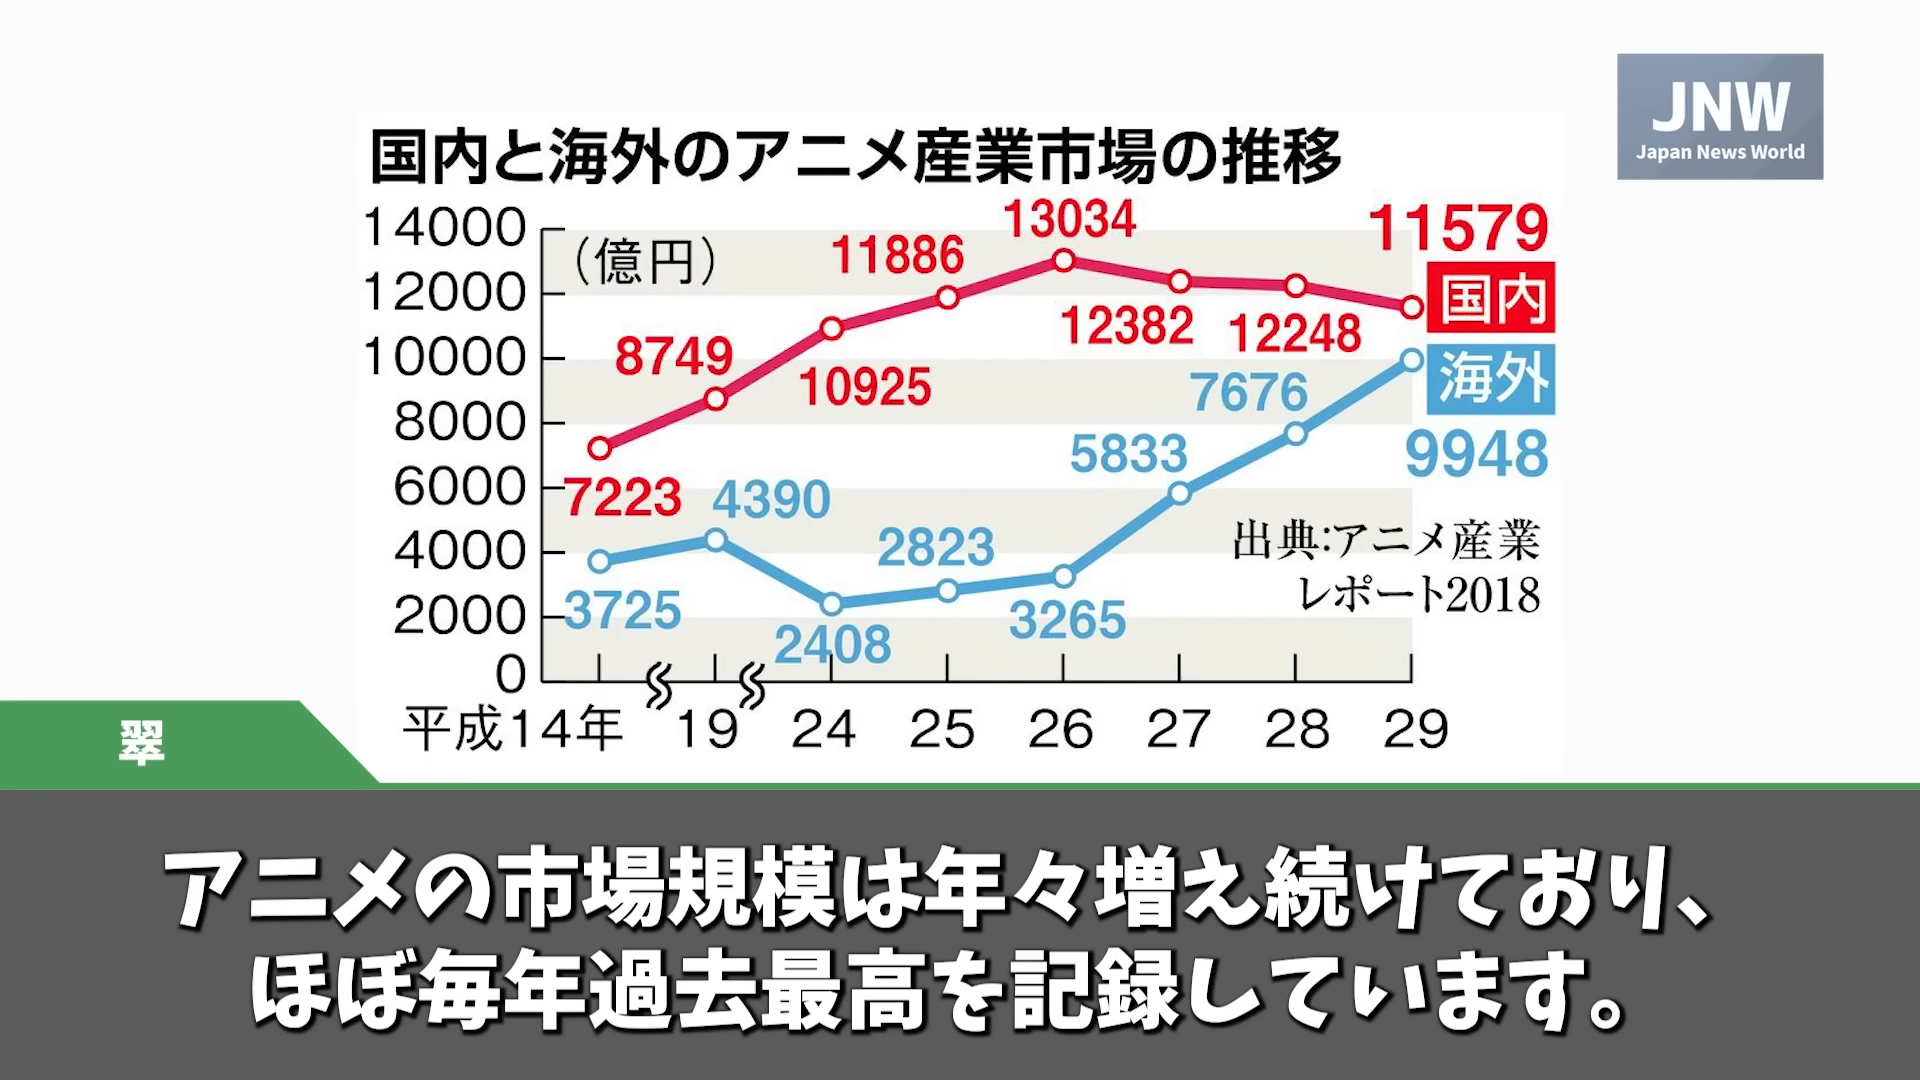 JNW
Japan News World
国内と海外のアニメ産業市場の推移
14000
12000
10000
8000
6000
4000
2000
0
(億円)
7223
8749
10925
11886
13034
12382
12248
11579
国内
海外
9948
3725
4390
2408
2823
3265
5833
7676
出典:アニメ産業
レポート2018
平成14年 19 24 25 26 27 28 29
翠
アニメの市場規模は年々増え続けており、
ほぼ毎年過去最高を記録しています。